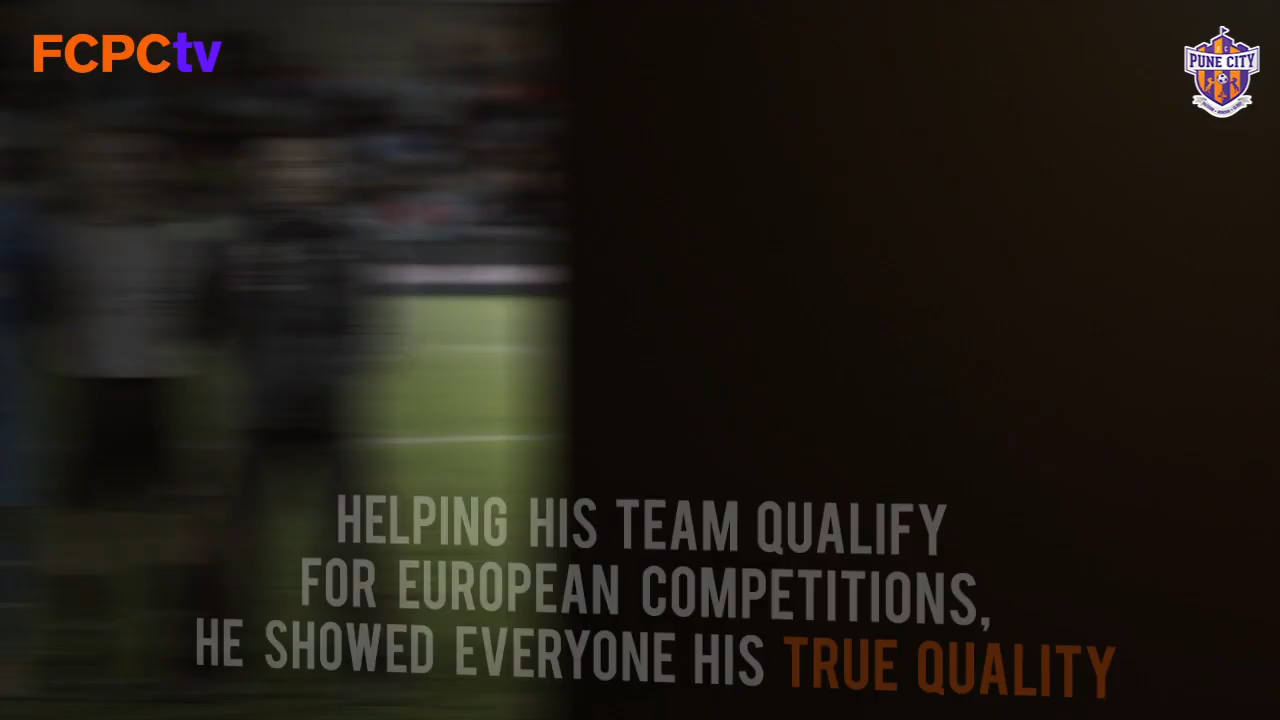 FCPCtv
PUNE CITY
HELPING HIS TEAM QUALIFY
FOR EUROPEAN COMPETITIONS,
HE SHOWED EVERYONE HIS TRUE QUALITY